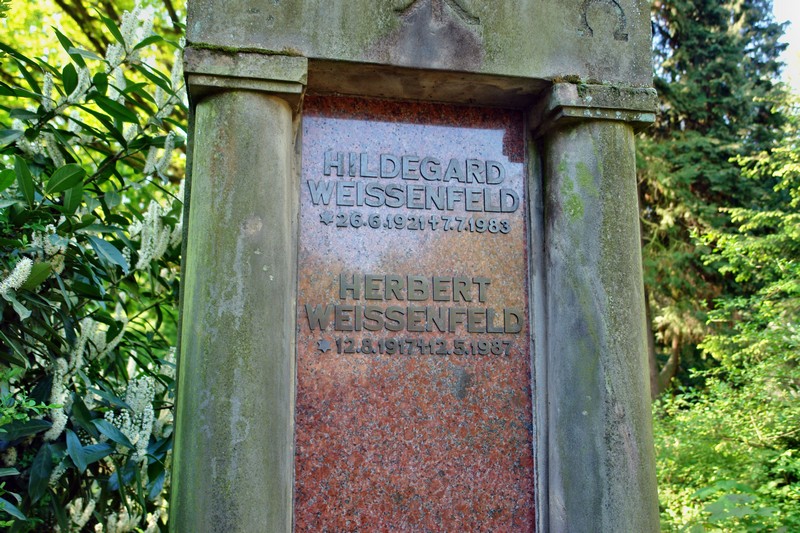 Ω
HILDEGARD
WEISSENFELD
*26.6.1921 †7.7.1983
HERBERT
WEISSENFELD
*12.8.1917 †12.5.1987